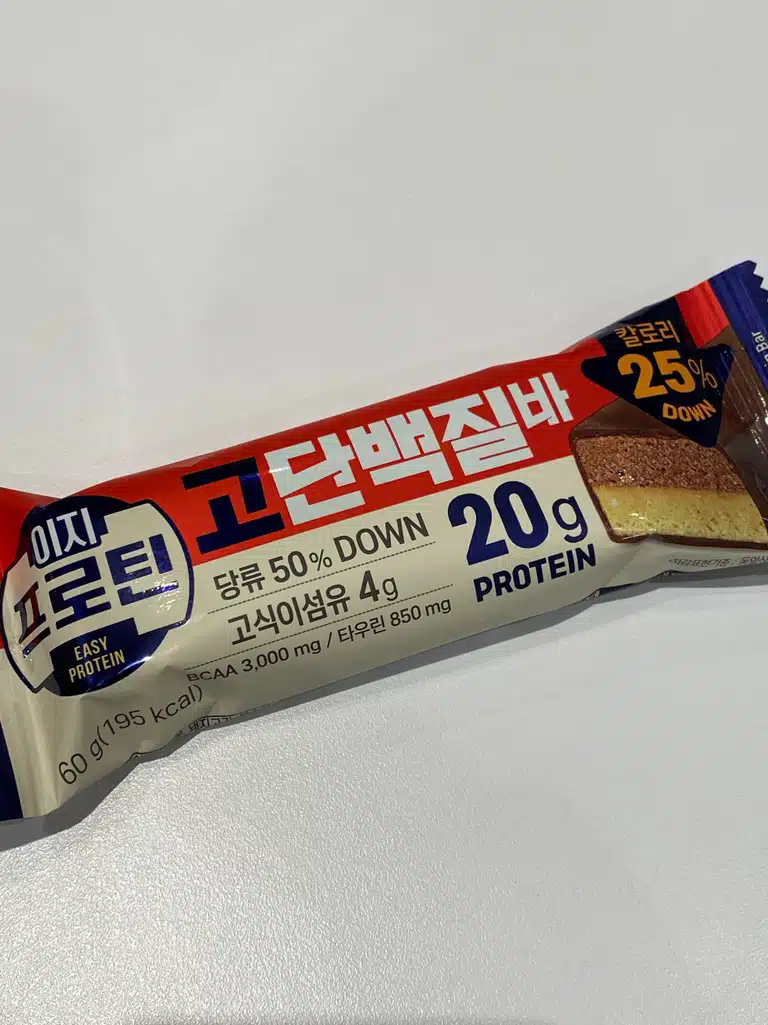 이지
프로틴
EASY
PROTEIN
고단백질바
당류 50% DOWN
고식이섬유 4g
BCAA 3,000 mg / 타우린 850 mg
20g
PROTEIN
칼로리
25%
DOWN
60 g(195 kcal)
Bar